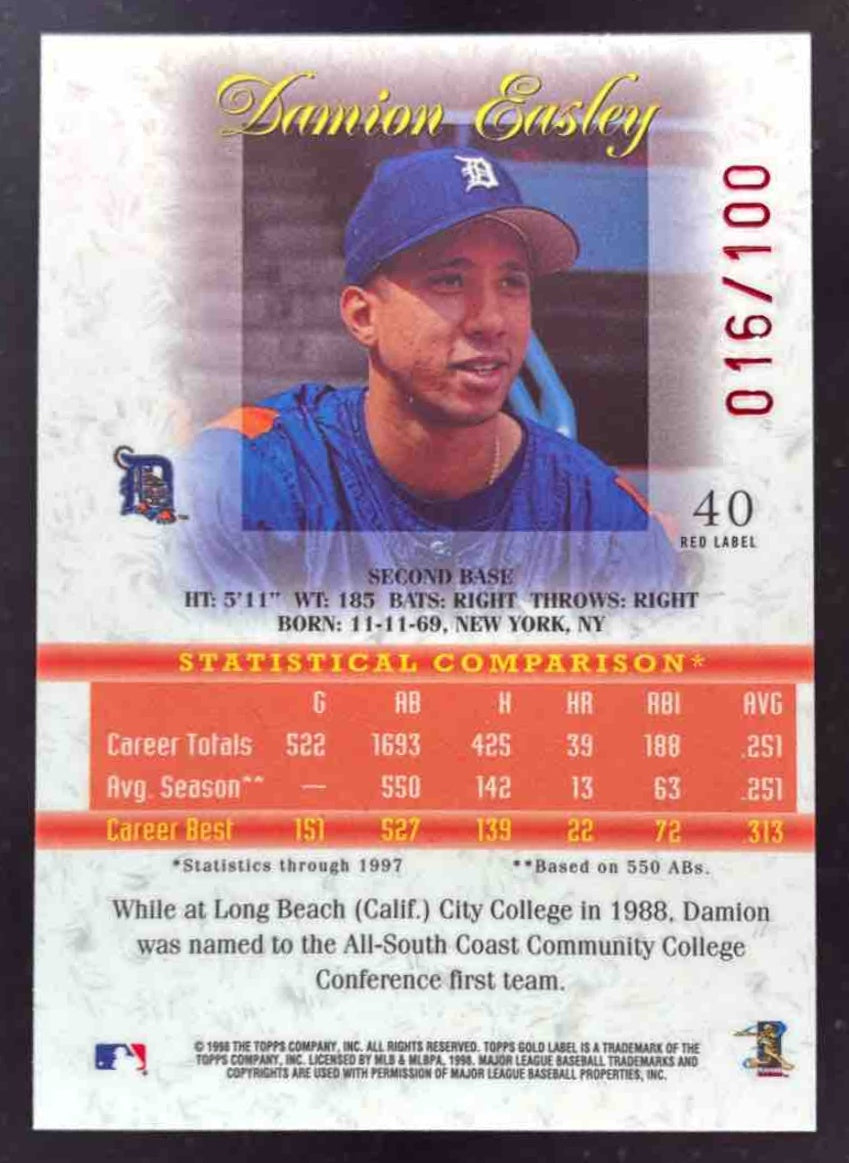 Damion Easley
016/100
40
RED LABEL
SECOND BASE
HT: 5'11" WT: 185 BATS: RIGHT THROWS: RIGHT
BORN: 11-11-69, NEW YORK, NY
STATISTICAL COMPARISON*
G AB H HR RBI AVG
Career Totals 522 1693 425 39 188 .251
Avg. Season** — 550 142 13 63 .251
Career Best 151 527 139 22 72 .313
*Statistics through 1997 **Based on 550 ABs.
While at Long Beach (Calif.) City College in 1988, Damion
was named to the All-South Coast Community College
Conference first team.
© 1998 THE TOPPS COMPANY, INC. ALL RIGHTS RESERVED. TOPPS GOLD LABEL IS A TRADEMARK OF THE
TOPPS COMPANY, INC. LICENSED BY MLB & MLBPA, 1998. MAJOR LEAGUE BASEBALL TRADEMARKS AND
COPYRIGHTS ARE USED WITH PERMISSION OF MAJOR LEAGUE BASEBALL PROPERTIES, INC.